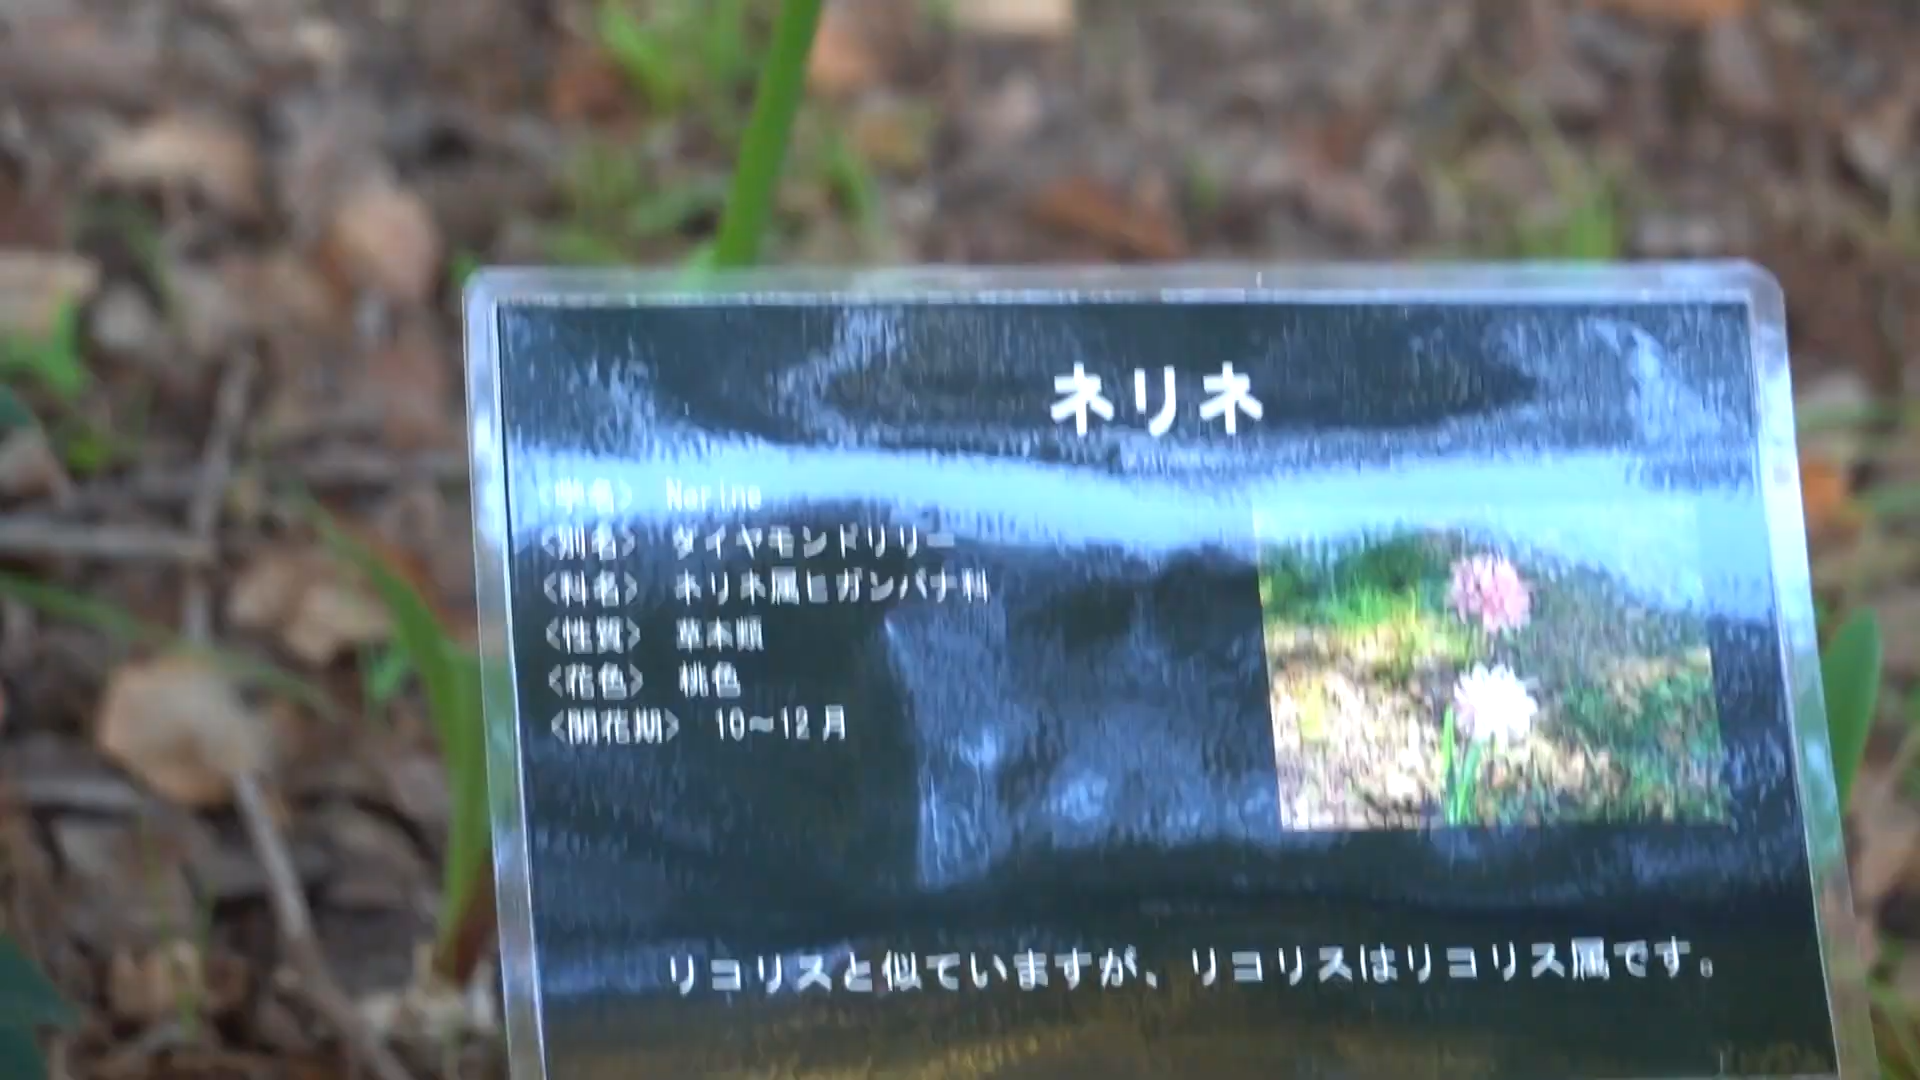 ネリネ
<学名> Nerine
<別名> ダイヤモンドリリー
<科名> ネリネ属ヒガンバナ科
<性質> 草本類
<花色> 桃色
<開花期> 10～12月
リコリスと似ていますが、リコリスはリコリス属です。